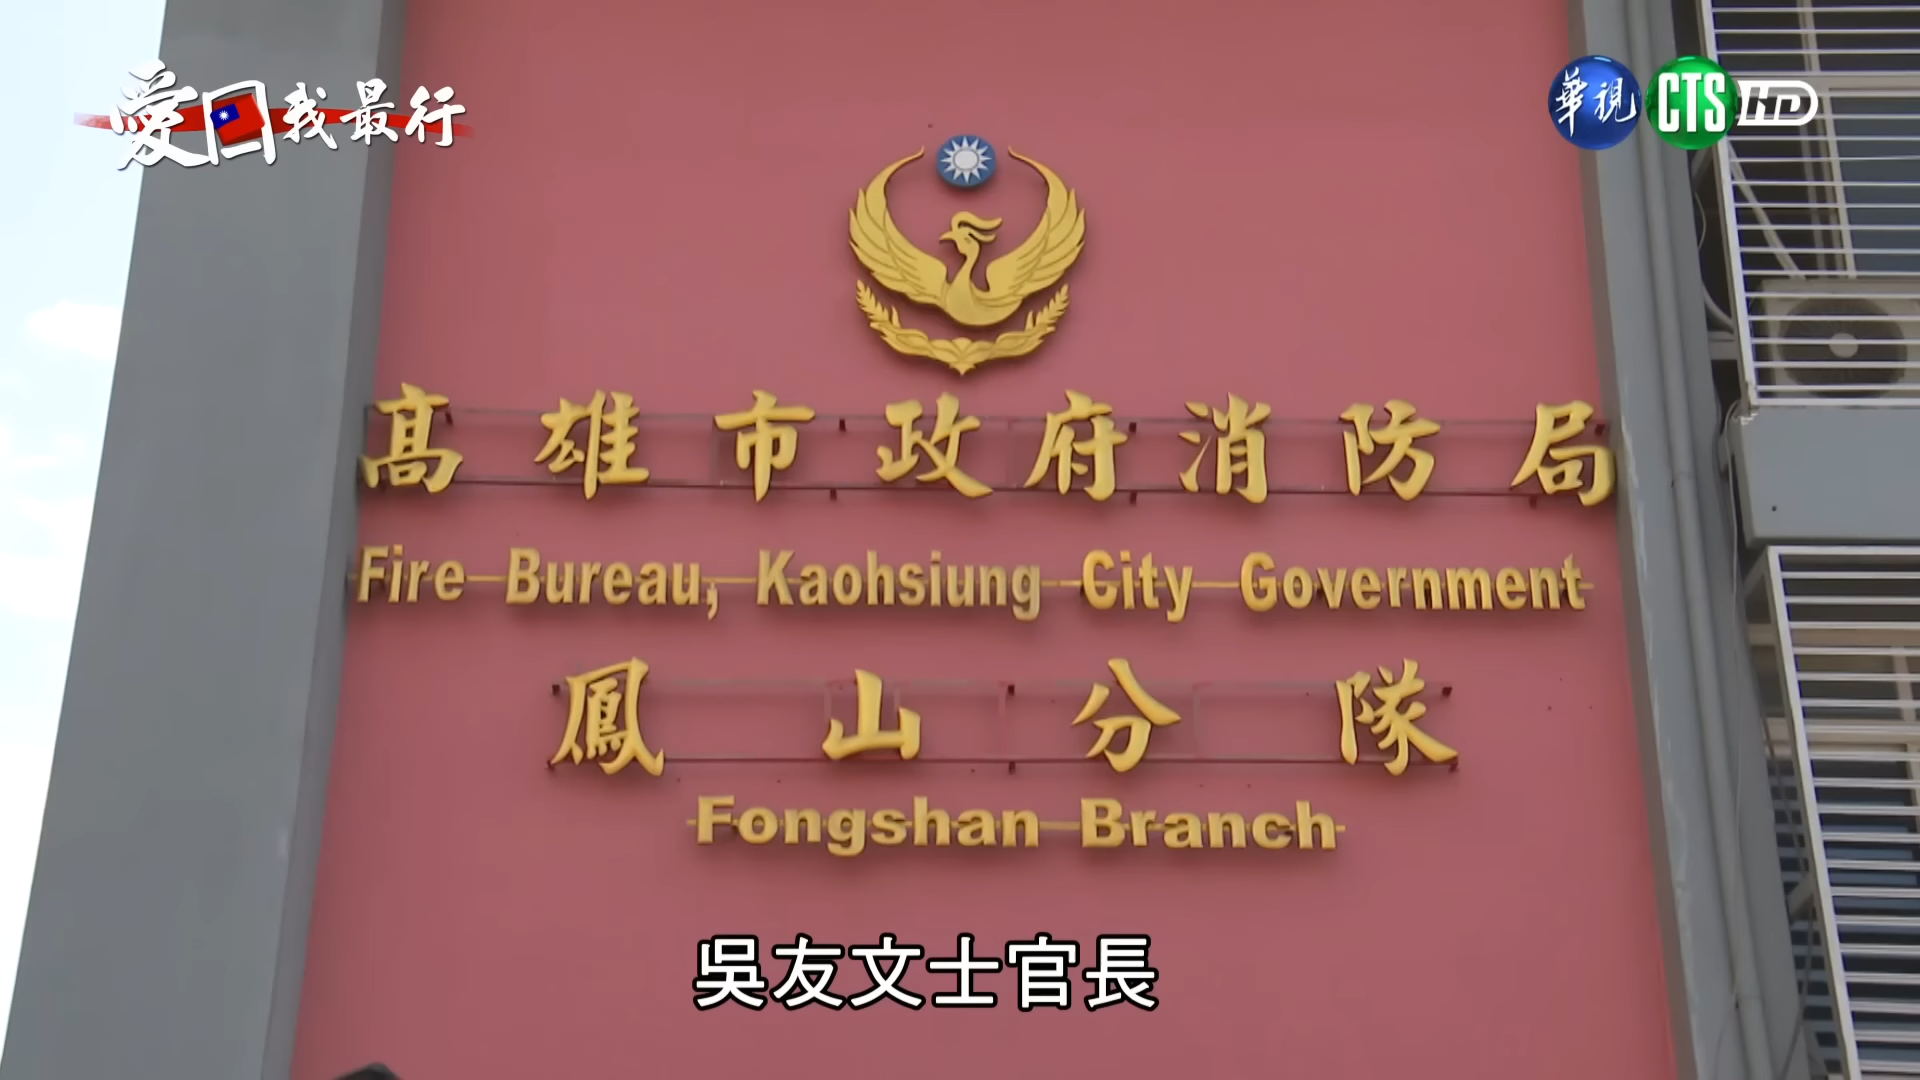 愛囗我最行
華視 CTS HD
高雄市政府消防局
Fire Bureau, Kaohsiung City Government
鳳山分隊
Fongshan Branch
吳友文士官長